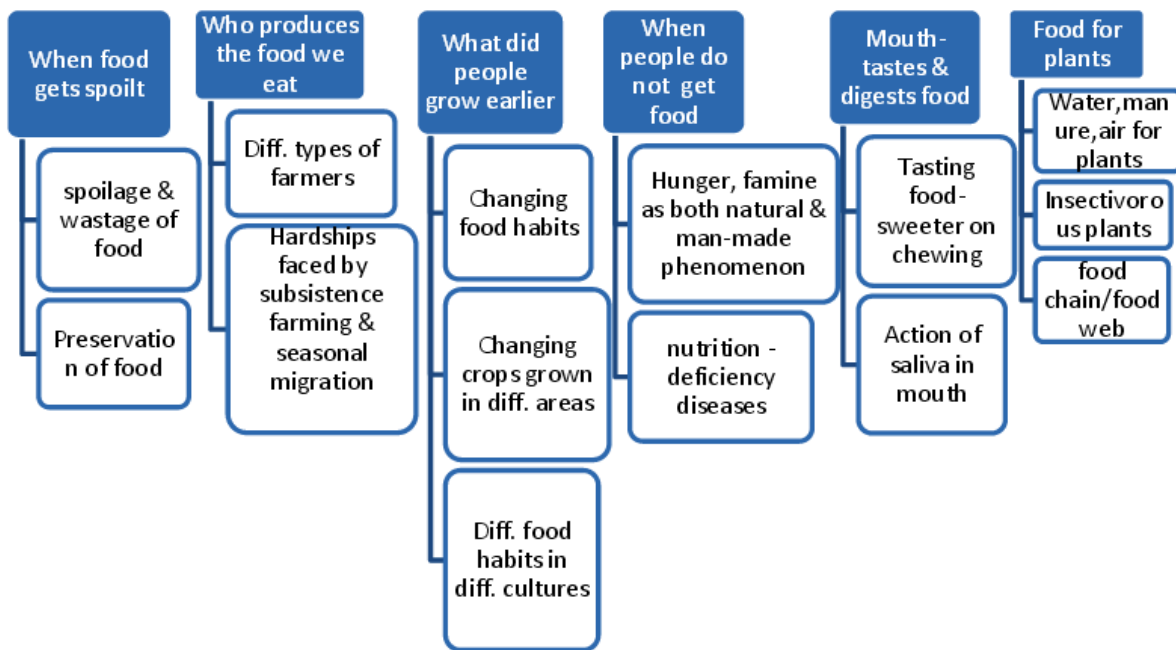 When food
gets spoilt
spoilage &
wastage of
food
Preservatio
n of food
Who produces
the food we
eat
Diff. types of
farmers
Hardships
faced by
subsistence
farming &
seasonal
migration
What did
people
grow earlier
Changing
food habits
Changing
crops grown
in diff. areas
Diff. food
habits in
diff. cultures
When
people do
not get
food
Hunger, famine
as both natural &
man-made
phenomenon
nutrition -
deficiency
diseases
Mouth-
tastes &
digests food
Tasting
food-
sweeter on
chewing
Action of
saliva in
mouth
Food for
plants
Water,man
ure,air for
plants
Insectivoro
us plants
food
chain/food
web